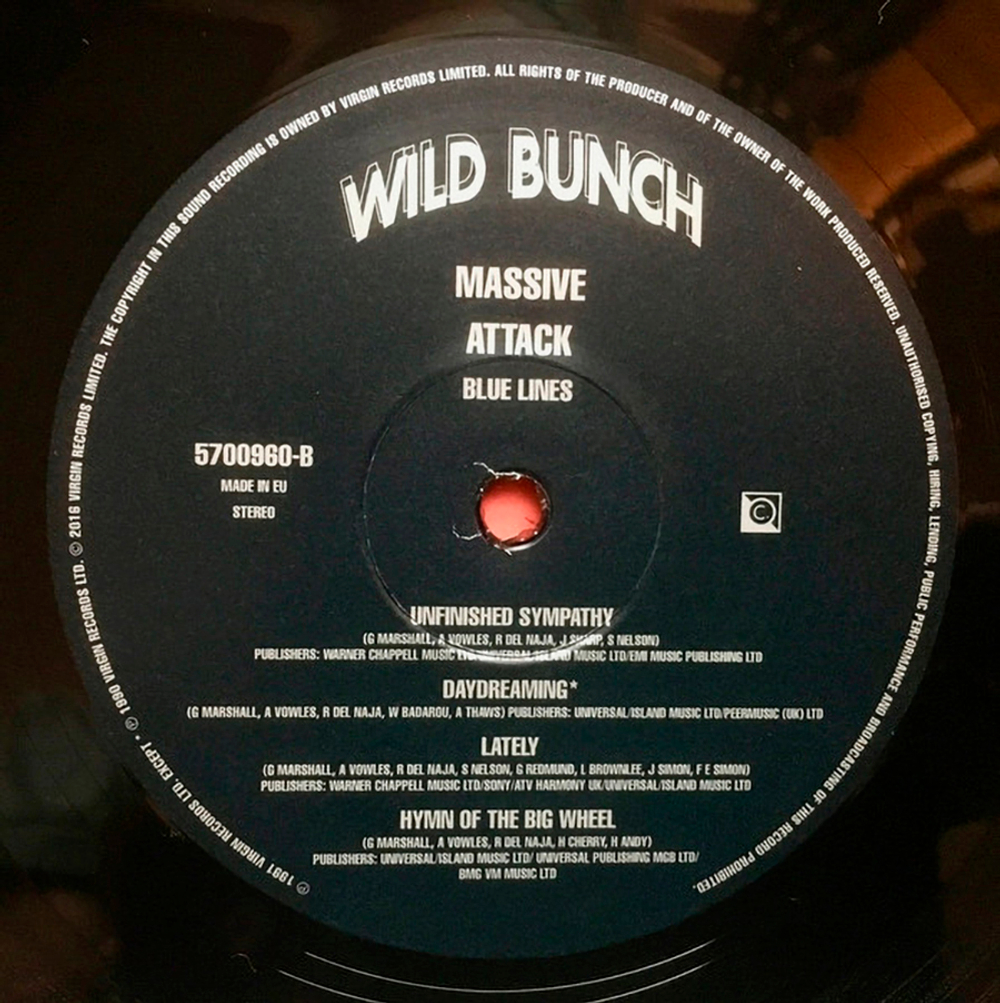 WILD BUNCH
MASSIVE
ATTACK
BLUE LINES
5700960-B
MADE IN EU
STEREO
C
UNFINISHED SYMPATHY
(G MARSHALL, A VOWLES, R DEL NAJA, J SHARP, S NELSON)
PUBLISHERS: WARNER CHAPPELL MUSIC LTD/UNIVERSAL/ISLAND MUSIC LTD/EMI MUSIC PUBLISHING LTD
DAYDREAMING*
(G MARSHALL, A VOWLES, R DEL NAJA, W BADAROU, A THAWS) PUBLISHERS: UNIVERSAL/ISLAND MUSIC LTD/PEERMUSIC (UK) LTD
LATELY
(G MARSHALL, A VOWLES, R DEL NAJA, S NELSON, G REDMUND, L BROWNLEE, J SIMON, F E SIMON)
PUBLISHERS: WARNER CHAPPELL MUSIC LTD/SONY/ATV HARMONY UK/UNIVERSAL/ISLAND MUSIC LTD
HYMN OF THE BIG WHEEL
(G MARSHALL, A VOWLES, R DEL NAJA, N CHERRY, H ANDY)
PUBLISHERS: UNIVERSAL/ISLAND MUSIC LTD/ UNIVERSAL PUBLISHING MGB LTD/
BMG VM MUSIC LTD
℗ 1991 VIRGIN RECORDS LTD. EXCEPT * ℗ 1990 VIRGIN RECORDS LTD. © 2016 VIRGIN RECORDS LIMITED. THE COPYRIGHT IN THIS SOUND RECORDING IS OWNED BY VIRGIN RECORDS LIMITED. ALL RIGHTS OF THE PRODUCER AND OF THE OWNER OF THE WORK PRODUCED RESERVED. UNAUTHORISED COPYING, HIRING, LENDING, PUBLIC PERFORMANCE AND BROADCASTING OF THIS RECORD PROHIBITED.